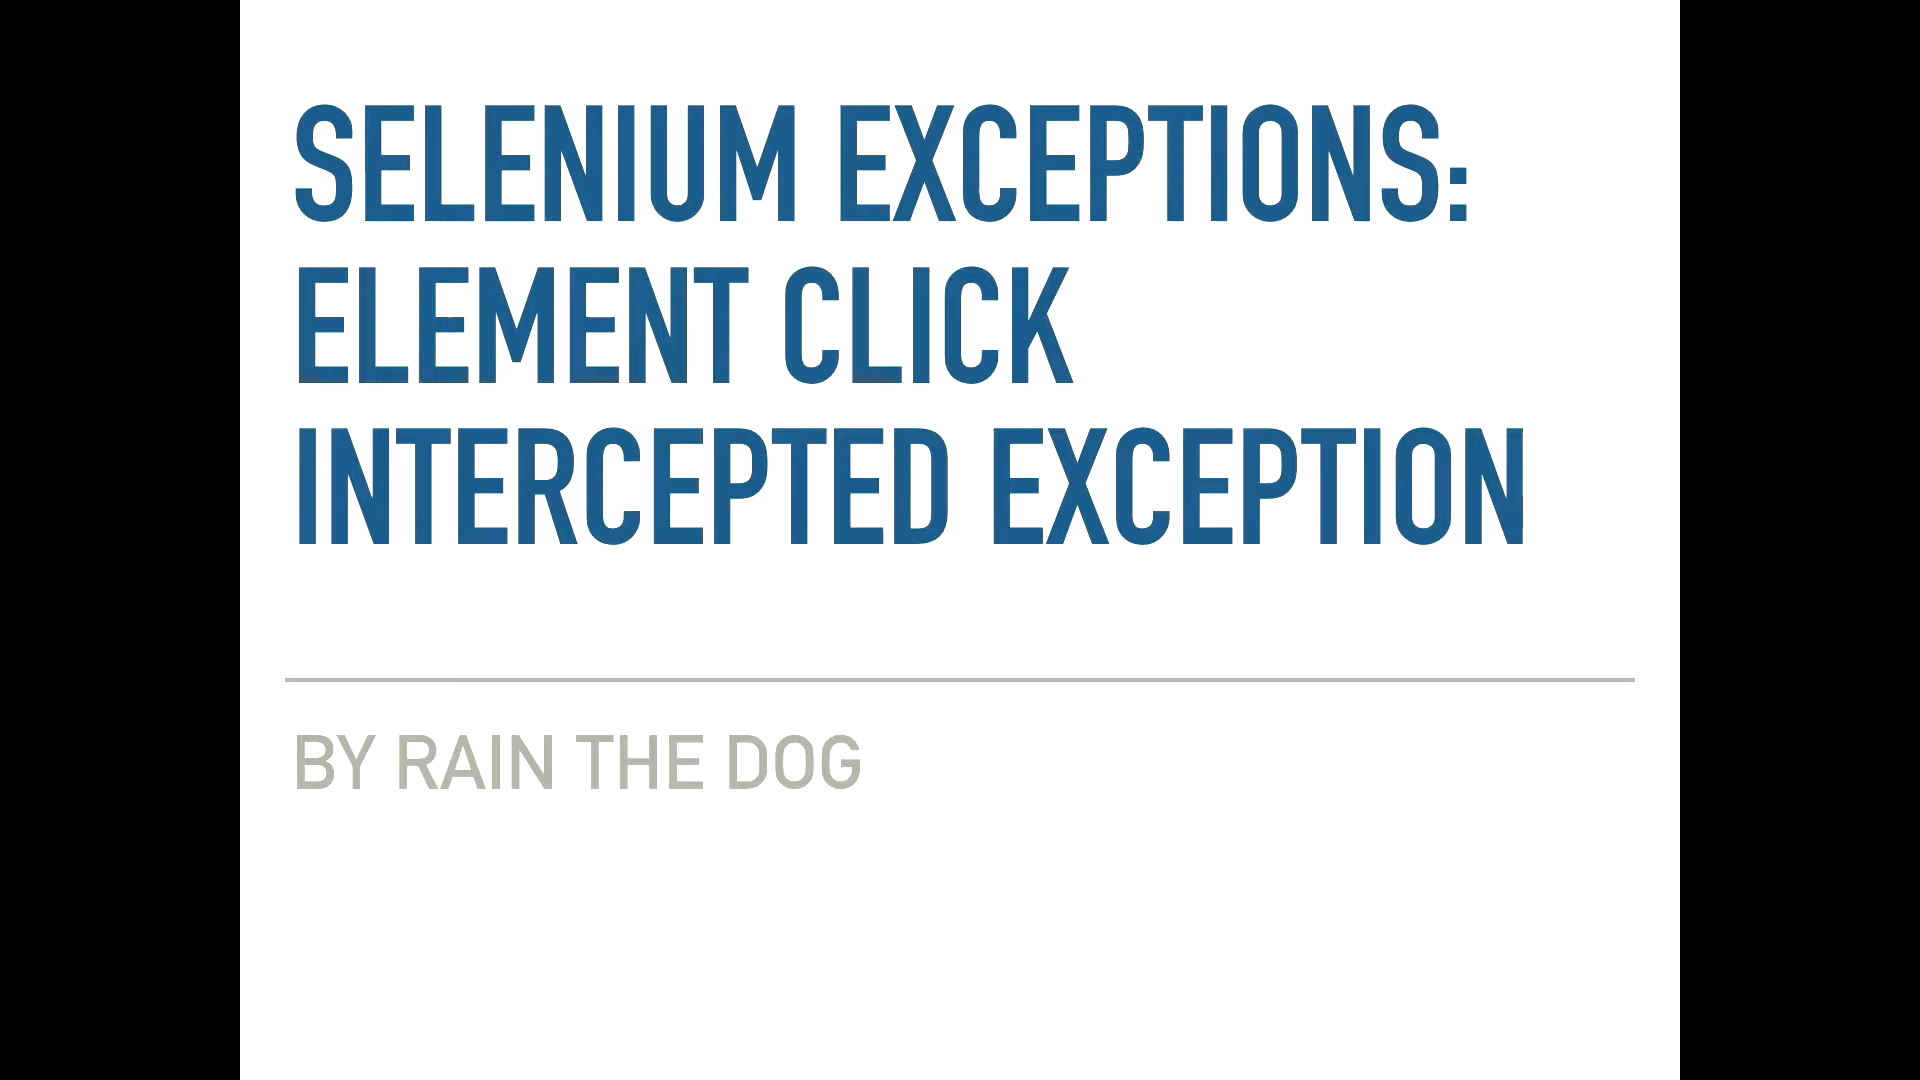 SELENIUM EXCEPTIONS:
ELEMENT CLICK
INTERCEPTED EXCEPTION
BY RAIN THE DOG